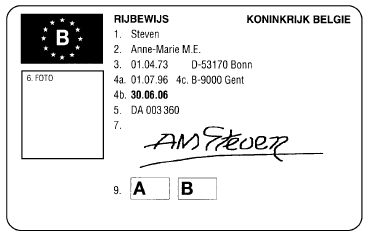 RIJBEWIJS KONINKRIJK BELGIE
B
1. Steven
2. Anne-Marie M.E.
3. 01.04.73 D-53170 Bonn
4a. 01.07.96 4c. B-9000 Gent
4b. 30.06.06
5. DA 003 360
6. FOTO
7. AMSteven
9. A B